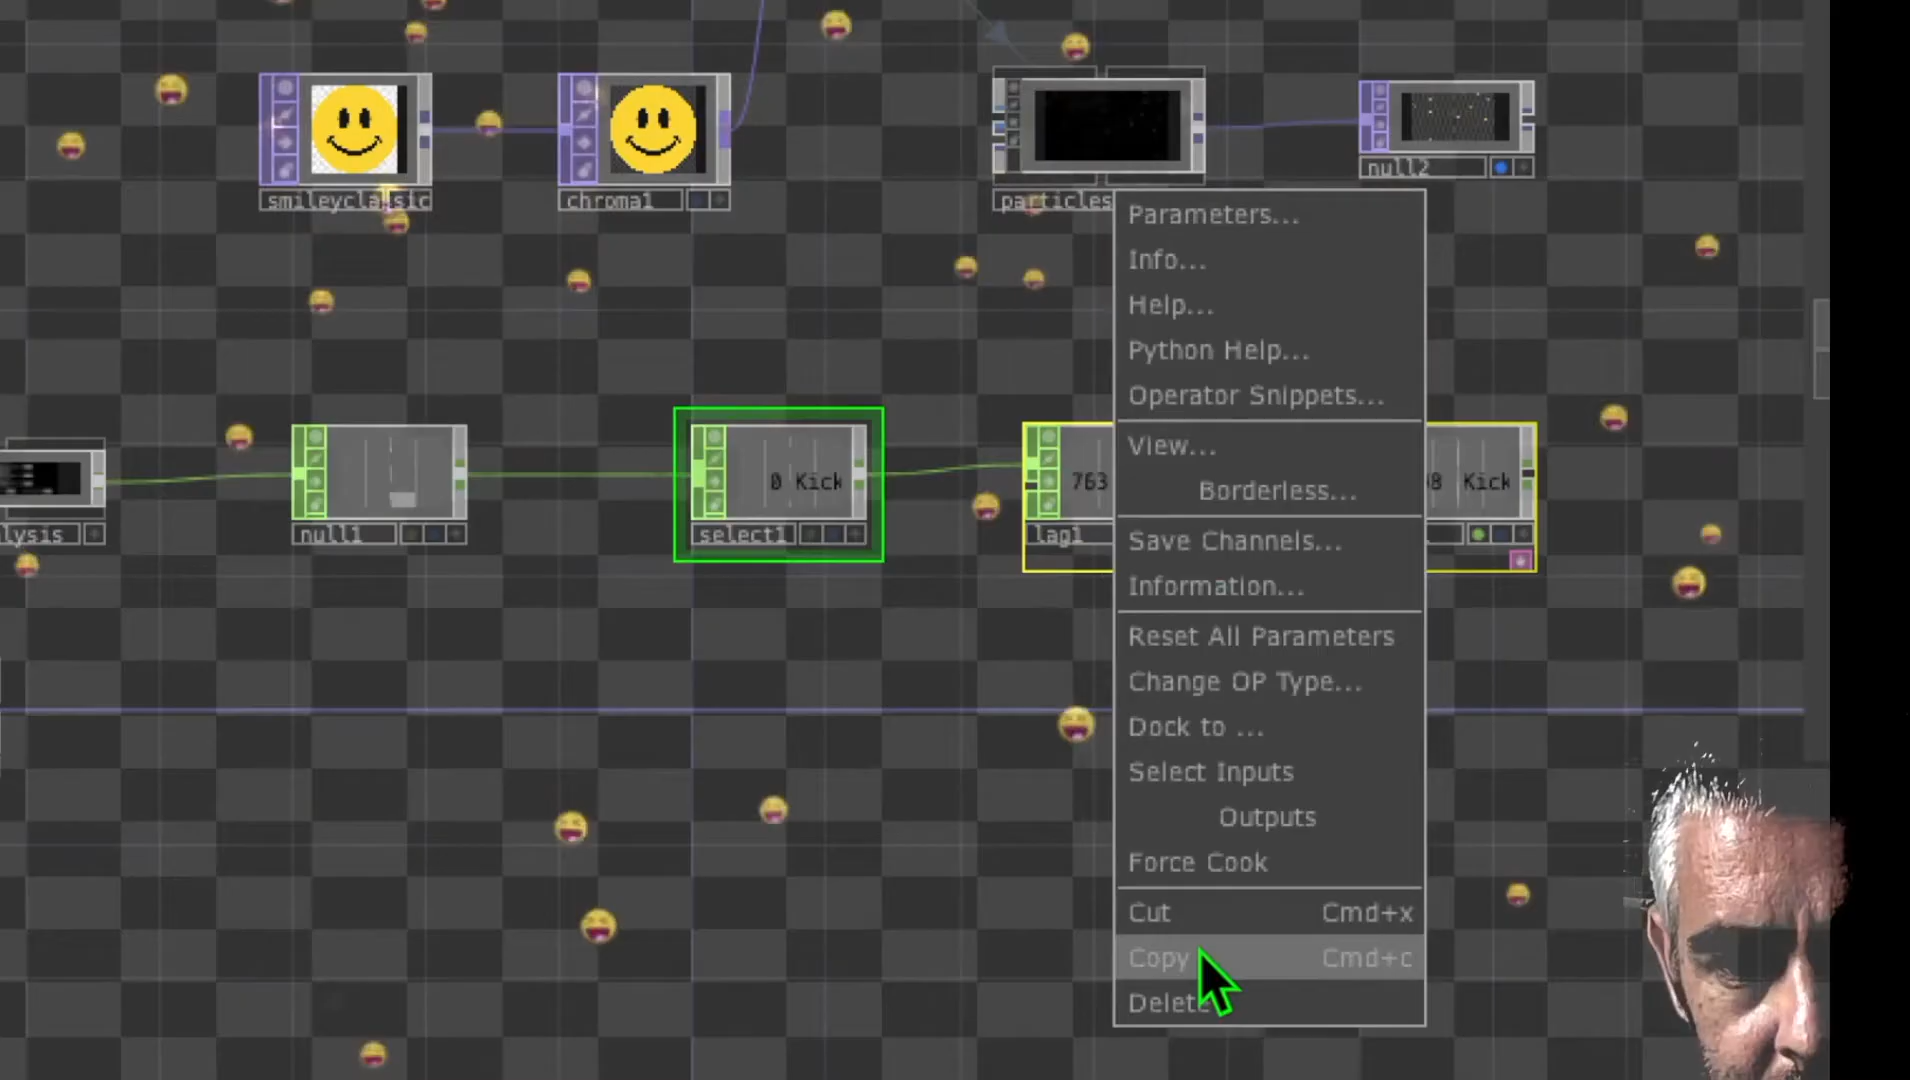 smileyclassic
chroma1
particles
null2
Parameters...
Info...
Help...
Python Help...
Operator Snippets...
View...
Borderless...
Save Channels...
Information...
Reset All Parameters
Change OP Type...
Dock to ...
Select Inputs
Outputs
Force Cook
Cut Cmd+x
Copy Cmd+c
Delete
lysis
null1
0 Kick
select1
763
lag1
8 Kick